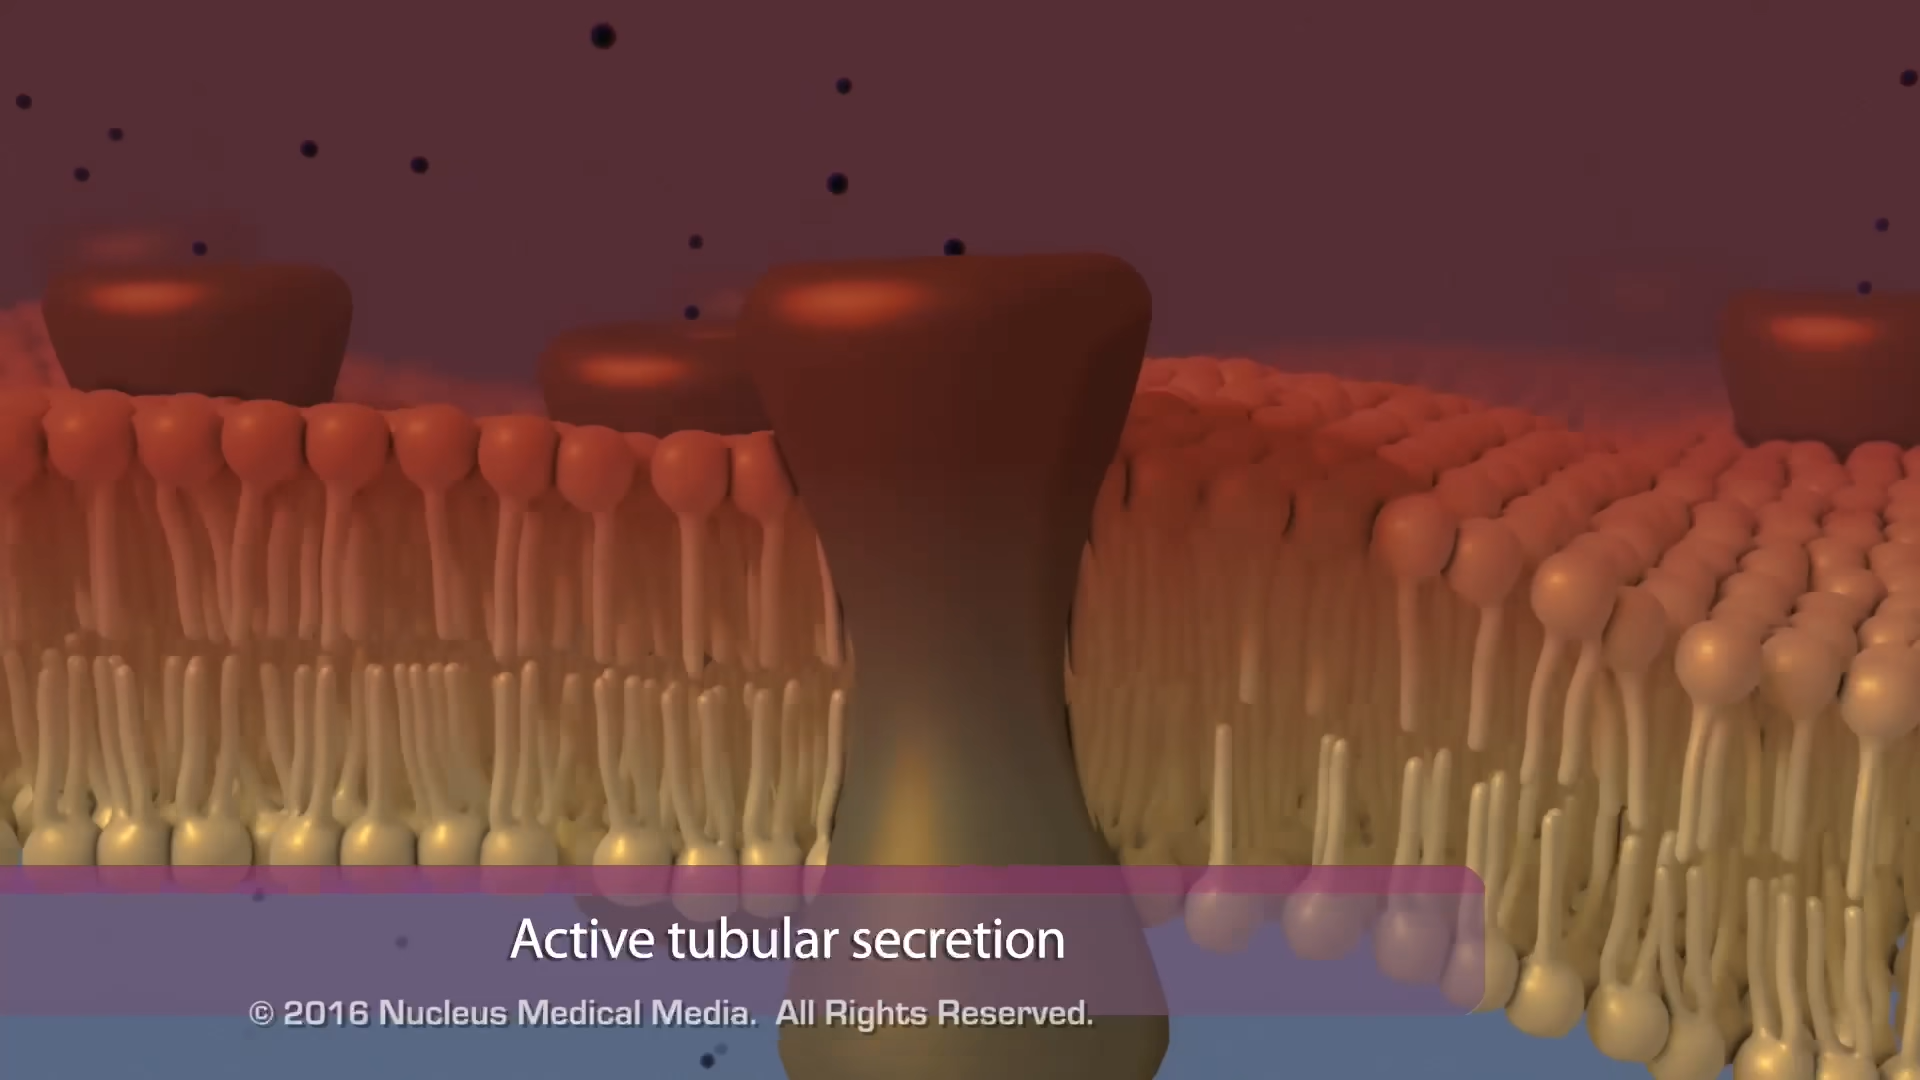 Active tubular secretion
© 2016 Nucleus Medical Media. All Rights Reserved.